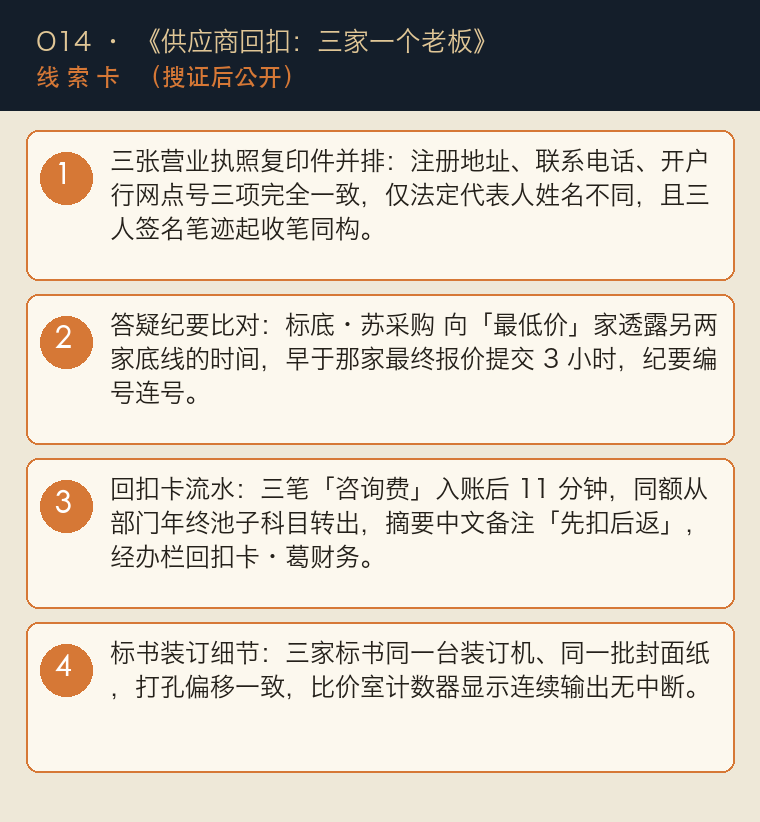 014 · 《供应商回扣：三家一个老板》
线索卡 （搜证后公开）
1
三张营业执照复印件并排：注册地址、联系电话、开户
行网点号三项完全一致，仅法定代表人姓名不同，且三
人签名笔迹起收笔同构。
2
答疑纪要比对：标底·苏采购 向「最低价」家透露另两
家底线的时间，早于那家最终报价提交 3 小时，纪要编
号连号。
3
回扣卡流水：三笔「咨询费」入账后 11 分钟，同额从
部门年终池子科目转出，摘要中文备注「先扣后返」，
经办栏回扣卡·葛财务。
4
标书装订细节：三家标书同一台装订机、同一批封面纸
，打孔偏移一致，比价室计数器显示连续输出无中断。